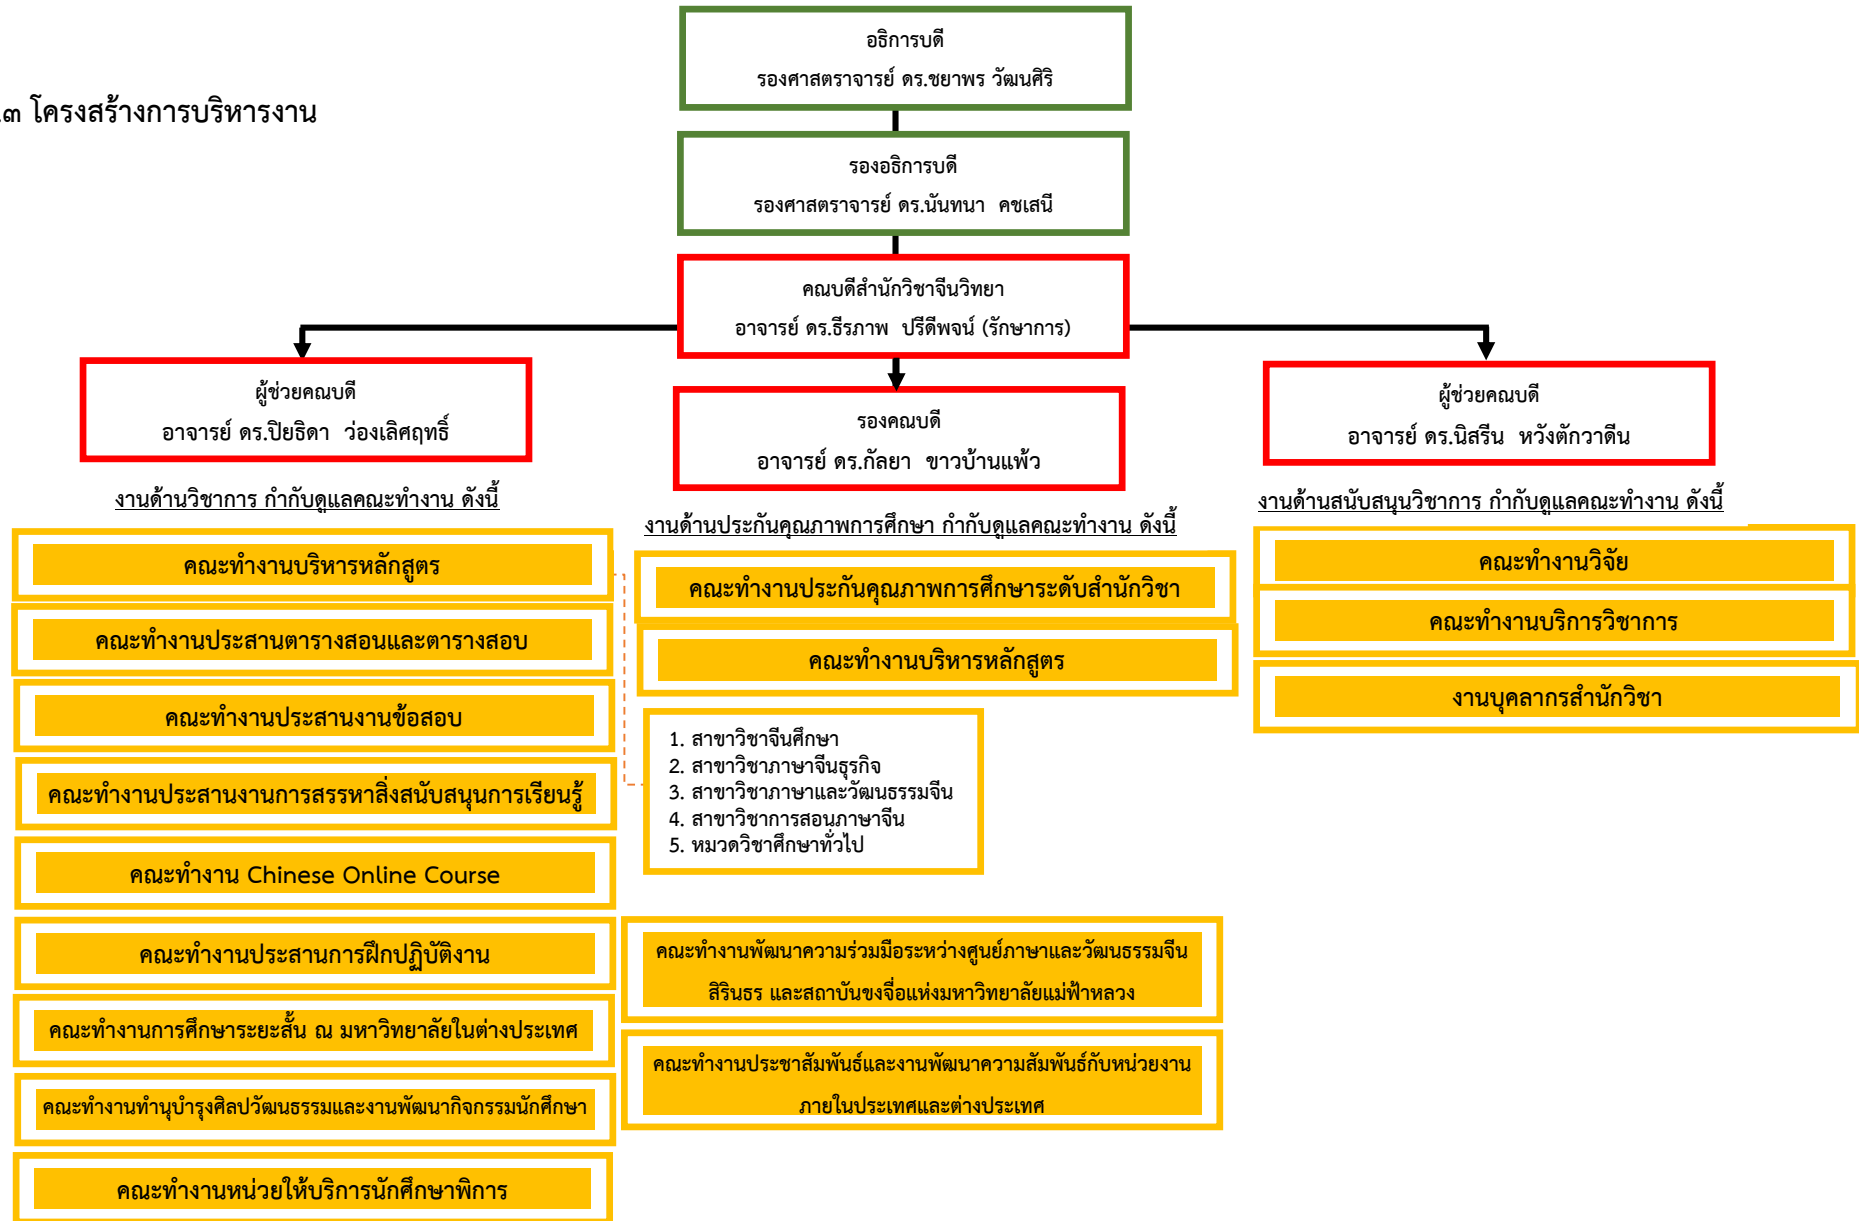 อธิการบดี
รองศาสตราจารย์ ดร.ชยาพร วัฒนศิริ
.๓ โครงสร้างการบริหารงาน
รองอธิการบดี
รองศาสตราจารย์ ดร.นันทนา คชเสนี
คณบดีสำนักวิชาจีนวิทยา
อาจารย์ ดร.ธีรภาพ ปรีดีพจน์ (รักษาการ)
ผู้ช่วยคณบดี
อาจารย์ ดร.ปิยธิดา ว่องเลิศฤทธิ์
รองคณบดี
อาจารย์ ดร.กัลยา ขาวบ้านแพ้ว
ผู้ช่วยคณบดี
อาจารย์ ดร.นิสรีน หวังตักวาดีน
งานด้านวิชาการ กำกับดูแลคณะทำงาน ดังนี้
คณะทำงานบริหารหลักสูตร
คณะทำงานประสานตารางสอนและตารางสอบ
คณะทำงานประสานงานข้อสอบ
คณะทำงานประสานงานการสรรหาสิ่งสนับสนุนการเรียนรู้
คณะทำงาน Chinese Online Course
คณะทำงานประสานการฝึกปฏิบัติงาน
คณะทำงานการศึกษาระยะสั้น ณ มหาวิทยาลัยในต่างประเทศ
คณะทำงานทำนุบำรุงศิลปวัฒนธรรมและงานพัฒนากิจกรรมนักศึกษา
คณะทำงานหน่วยให้บริการนักศึกษาพิการ
งานด้านประกันคุณภาพการศึกษา กำกับดูแลคณะทำงาน ดังนี้
คณะทำงานประกันคุณภาพการศึกษาระดับสำนักวิชา
คณะทำงานบริหารหลักสูตร
1. สาขาวิชาจีนศึกษา
2. สาขาวิชาภาษาจีนธุรกิจ
3. สาขาวิชาภาษาและวัฒนธรรมจีน
4. สาขาวิชาการสอนภาษาจีน
5. หมวดวิชาศึกษาทั่วไป
คณะทำงานพัฒนาความร่วมมือระหว่างศูนย์ภาษาและวัฒนธรรมจีน
สิรินธร และสถาบันขงจื่อแห่งมหาวิทยาลัยแม่ฟ้าหลวง
คณะทำงานประชาสัมพันธ์และงานพัฒนาความสัมพันธ์กับหน่วยงาน
ภายในประเทศและต่างประเทศ
งานด้านสนับสนุนวิชาการ กำกับดูแลคณะทำงาน ดังนี้
คณะทำงานวิจัย
คณะทำงานบริการวิชาการ
งานบุคลากรสำนักวิชา